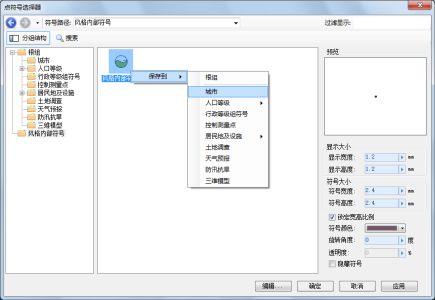 点符号选择器
符号路径: 风格内部符号
过滤显示:
分组结构
搜索
根组
城市
人口等级
行政等级组符号
控制测量点
居民地及设施
土地调查
天气预报
防汛抗旱
三维模型
风格内部符号
风格内部符
保存到
根组
城市
人口等级
行政等级组符号
控制测量点
居民地及设施
土地调查
天气预报
防汛抗旱
三维模型
预览
显示大小
显示宽度: 1.2 mm
显示高度: 1.2 mm
符号大小
符号宽度: 2.4 mm
符号高度: 2.4 mm
锁定宽高比例
符号颜色:
旋转角度: 0 度
透明度: 0 %
隐藏符号
编辑...
确定
取消
应用